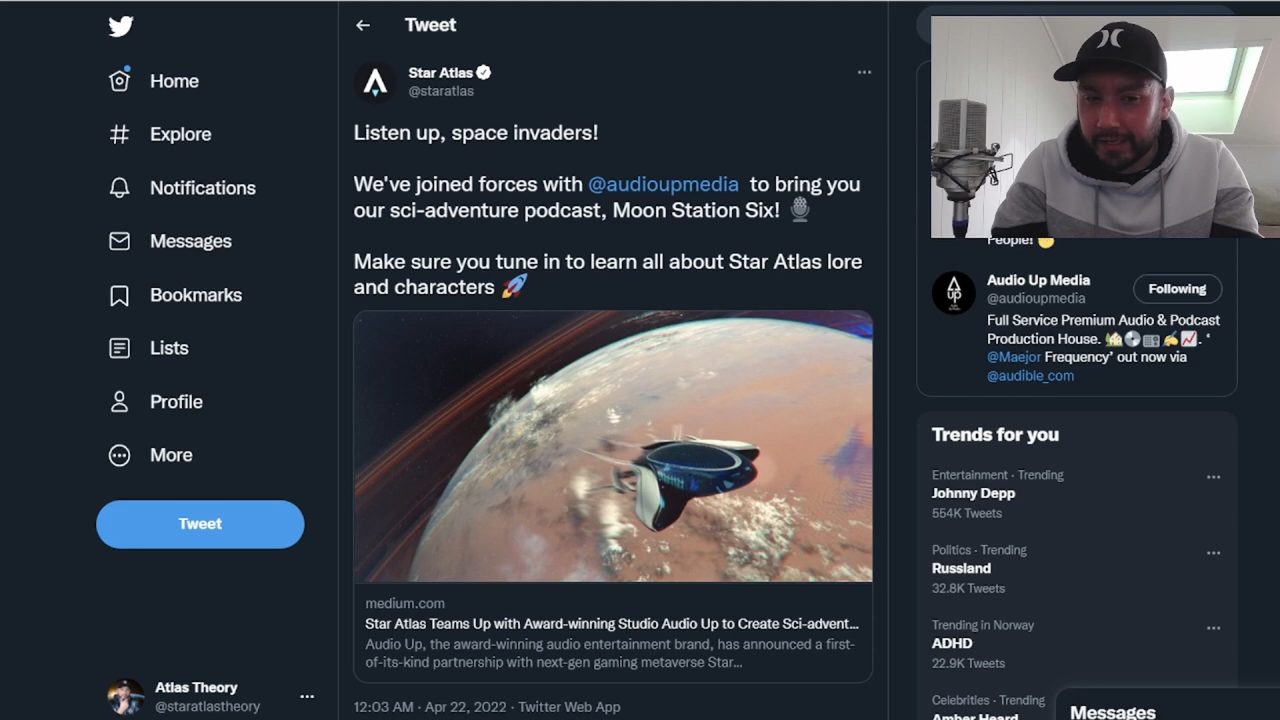 Home
Explore
Notifications
Messages
Bookmarks
Lists
Profile
More
Tweet
Atlas Theory
@staratlastheory
Tweet
Star Atlas
@staratlas
Listen up, space invaders!
We've joined forces with @audioupmedia to bring you
our sci-adventure podcast, Moon Station Six! 🎙️
Make sure you tune in to learn all about Star Atlas lore
and characters 🚀
medium.com
Star Atlas Teams Up with Award-winning Studio Audio Up to Create Sci-advent...
Audio Up, the award-winning audio entertainment brand, has announced a first-
of-its-kind partnership with next-gen gaming metaverse Star...
12:03 AM · Apr 22, 2022 · Twitter Web App
People!
Audio Up Media
@audioupmedia
Following
Full Service Premium Audio & Podcast
Production House. 🏡💿📻✍️📈. '
@Maejor Frequency' out now via
@audible_com
Trends for you
Entertainment · Trending
Johnny Depp
554K Tweets
Politics · Trending
Russland
32.8K Tweets
Trending in Norway
ADHD
22.9K Tweets
Celebrities · Trending
Amber Heard
Messages